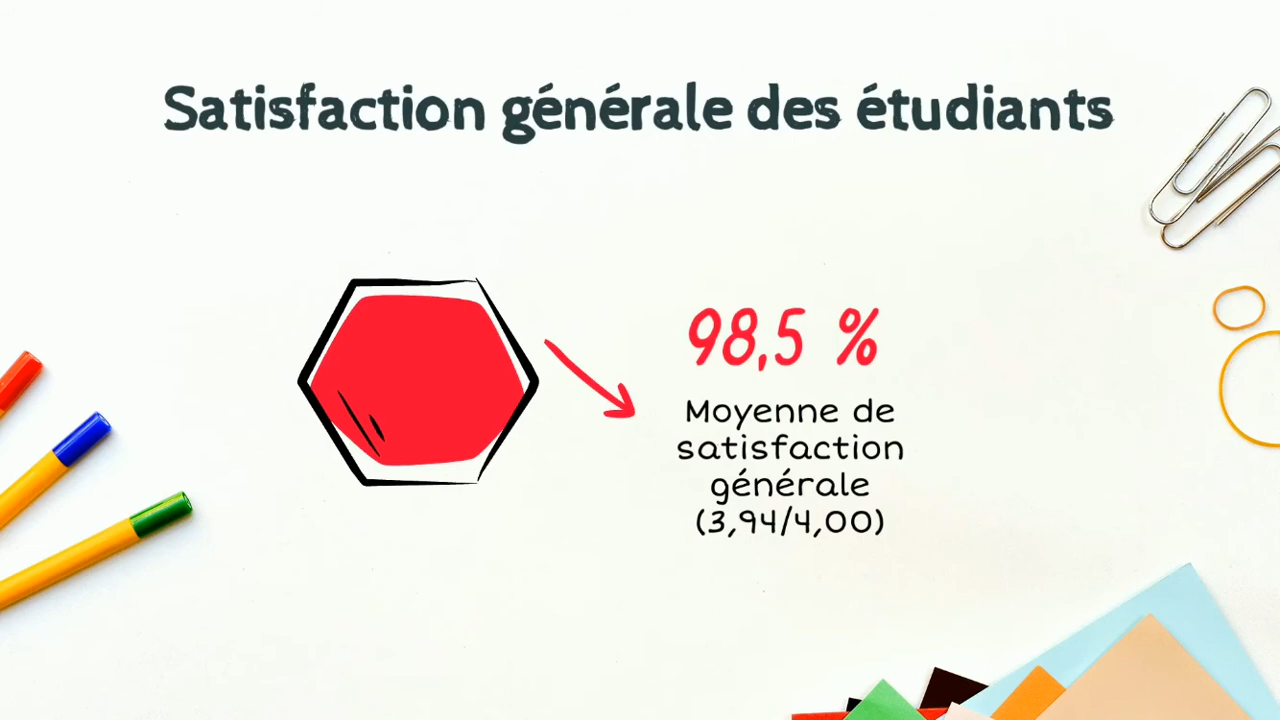 Satisfaction générale des étudiants
98,5 %
Moyenne de
satisfaction
générale
(3,94/4,00)